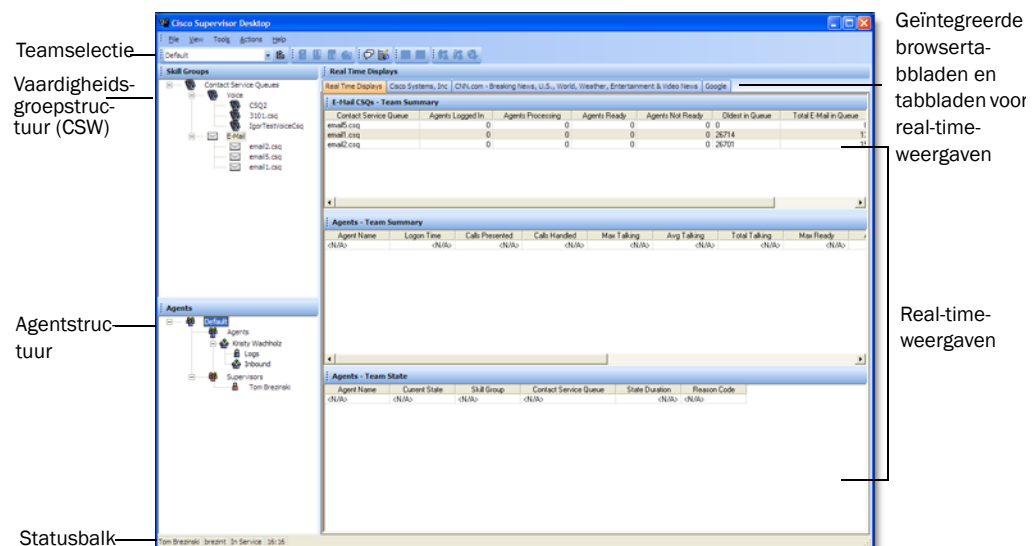 Teamselectie
Vaardigheids-
groepstruc-
tuur (CSW)
Agentstruc-
tuur
Statusbalk
Cisco Supervisor Desktop
File View Tools Actions Help
Default
Skill Groups
Contact Service Queues
Voice
CSQ2
3101.csq
IgorTestvoiceCsq
E-Mail
email2.csq
email5.csq
email1.csq
Agents
Default
Agents
Kristy Wachholz
Logs
Inbound
Supervisors
Tom Brezinski
Real Time Displays
Real Time Displays Cisco Systems, Inc CNN.com - Breaking News, U.S., World, Weather, Entertainment & Video News Google
E-Mail CSQs - Team Summary
Contact Service Queue Agents Logged In Agents Processing Agents Ready Agents Not Ready Oldest in Queue Total E-Mail in Queue
email5.csq 0 0 0 0 0
email1.csq 0 0 0 0 26714
email2.csq 0 0 0 0 26701
Agents - Team Summary
Agent Name Logon Time Calls Presented Calls Handled Max Talking Avg Talking Total Talking Max Ready
<N/A> <N/A> <N/A> <N/A> <N/A> <N/A> <N/A> <N/A>
Agents - Team State
Agent Name Current State Skill Group Contact Service Queue State Duration Reason Code
<N/A> <N/A> <N/A> <N/A> <N/A> <N/A>
Tom Brezinski brezint In Service 16:16
Geïntegreerde
browserta-
bbladen en
tabbladen voor
real-time-
weergaven
Real-time-
weergaven